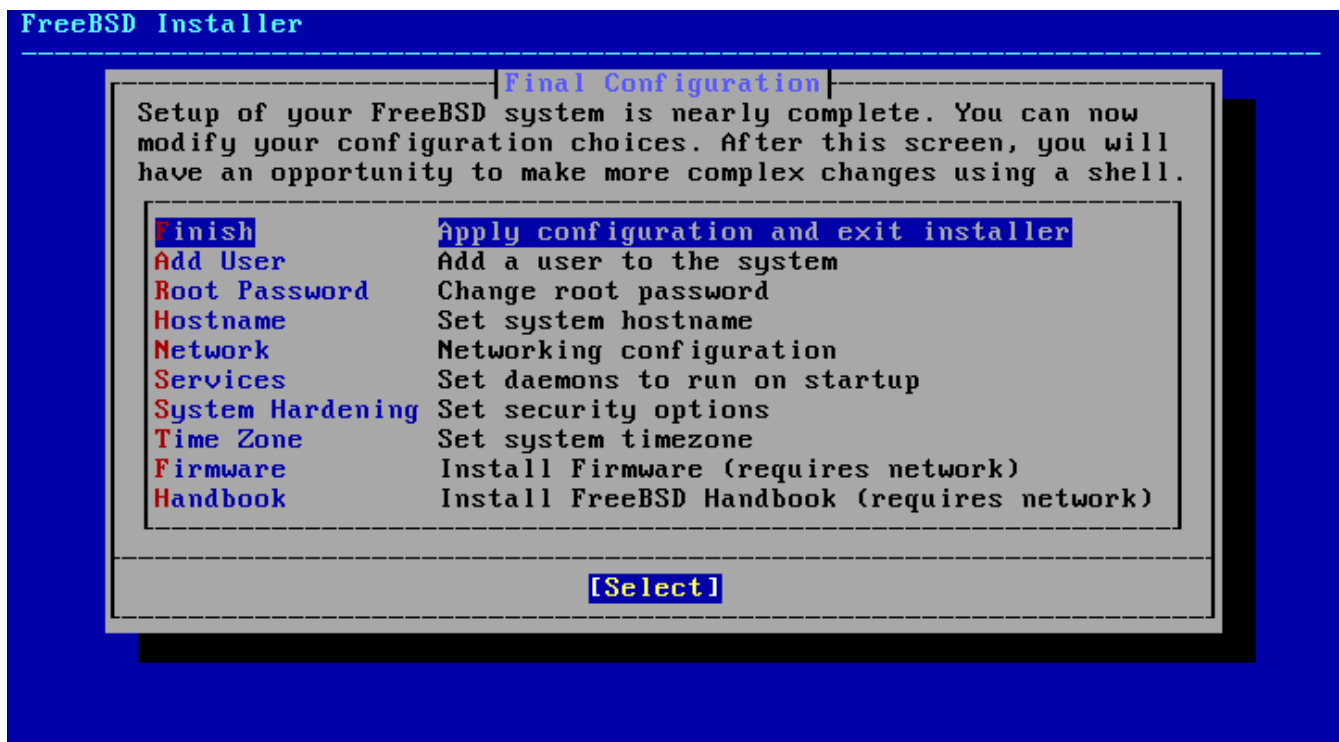 FreeBSD Installer
Final Configuration
Setup of your FreeBSD system is nearly complete. You can now
modify your configuration choices. After this screen, you will
have an opportunity to make more complex changes using a shell.
Finish Apply configuration and exit installer
Add User Add a user to the system
Root Password Change root password
Hostname Set system hostname
Network Networking configuration
Services Set daemons to run on startup
System Hardening Set security options
Time Zone Set system timezone
Firmware Install Firmware (requires network)
Handbook Install FreeBSD Handbook (requires network)
[Select]